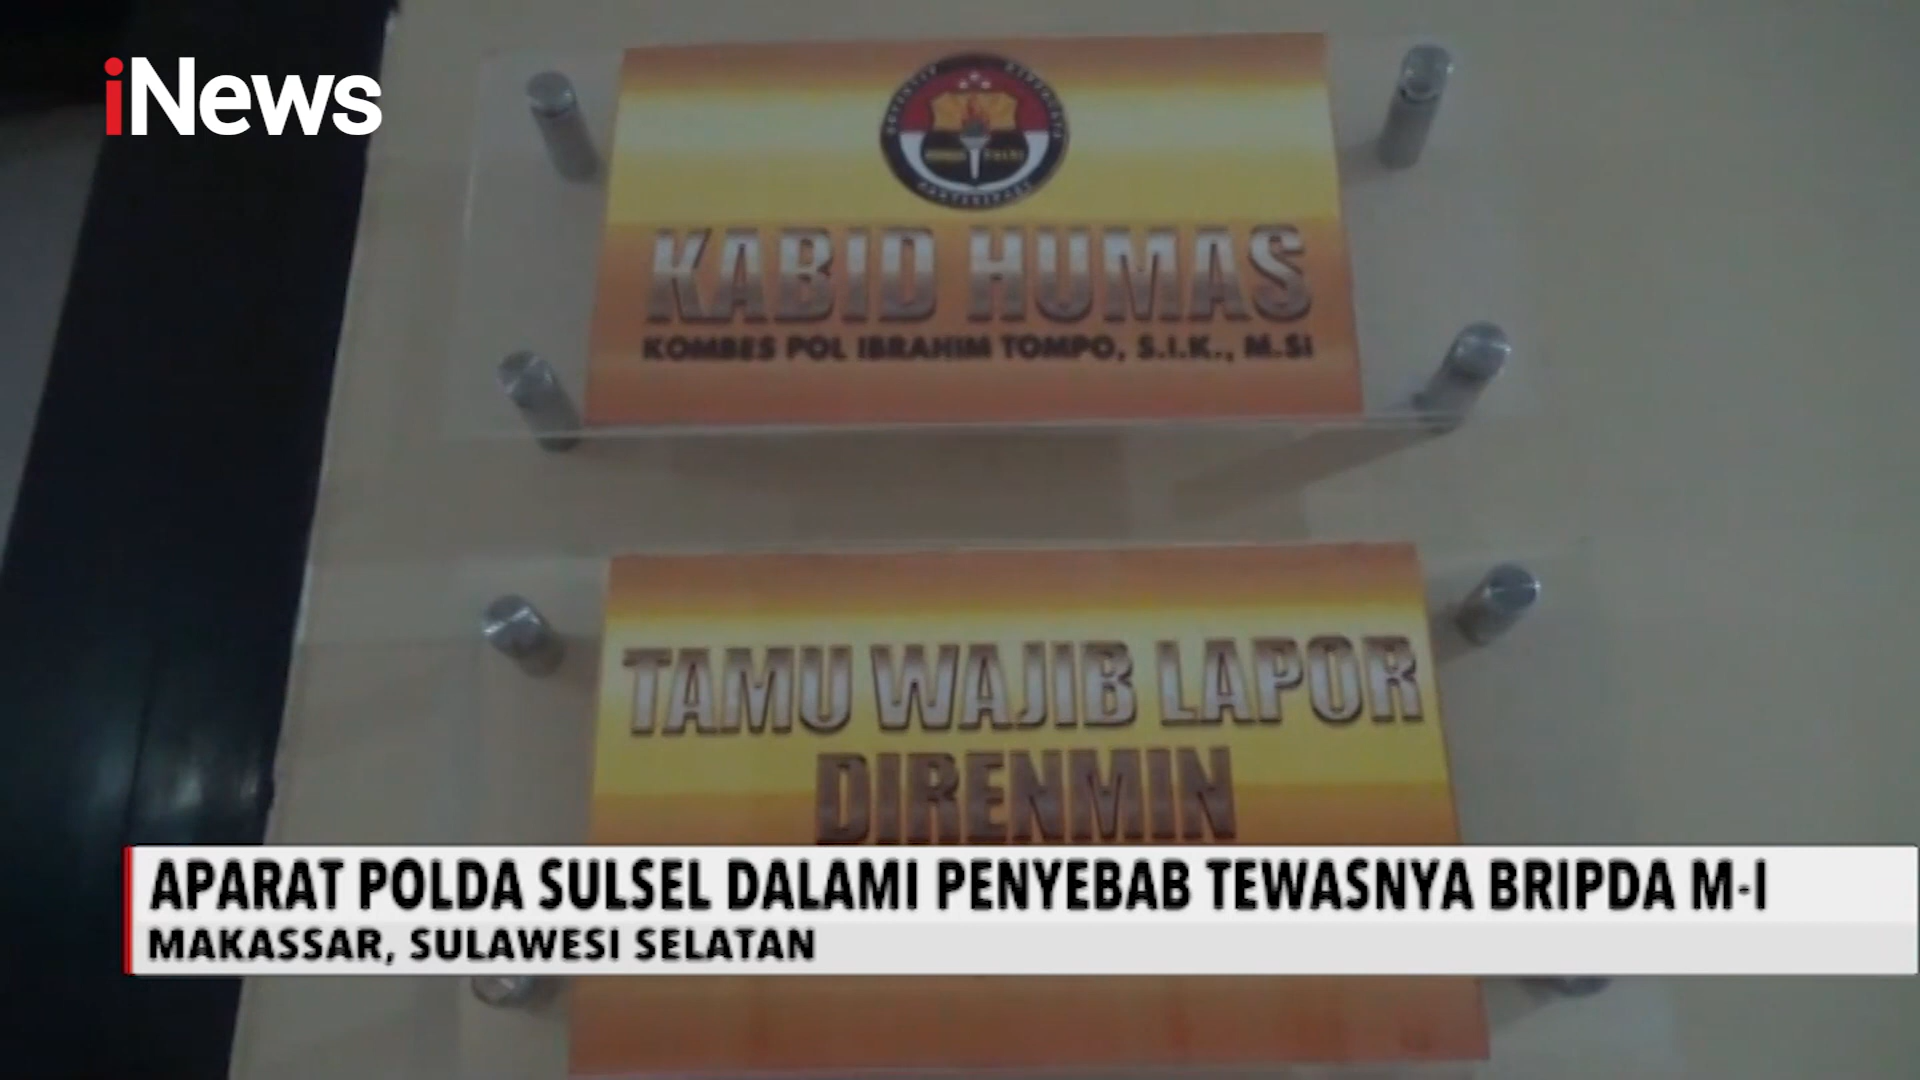 iNews
KABID HUMAS
KOMBES POL IBRAHIM TOMPO, S.I.K., M.Si
TAMU WAJIB LAPOR
DIRENMIN
APARAT POLDA SULSEL DALAMI PENYEBAB TEWASNYA BRIPDA M-I
MAKASSAR, SULAWESI SELATAN